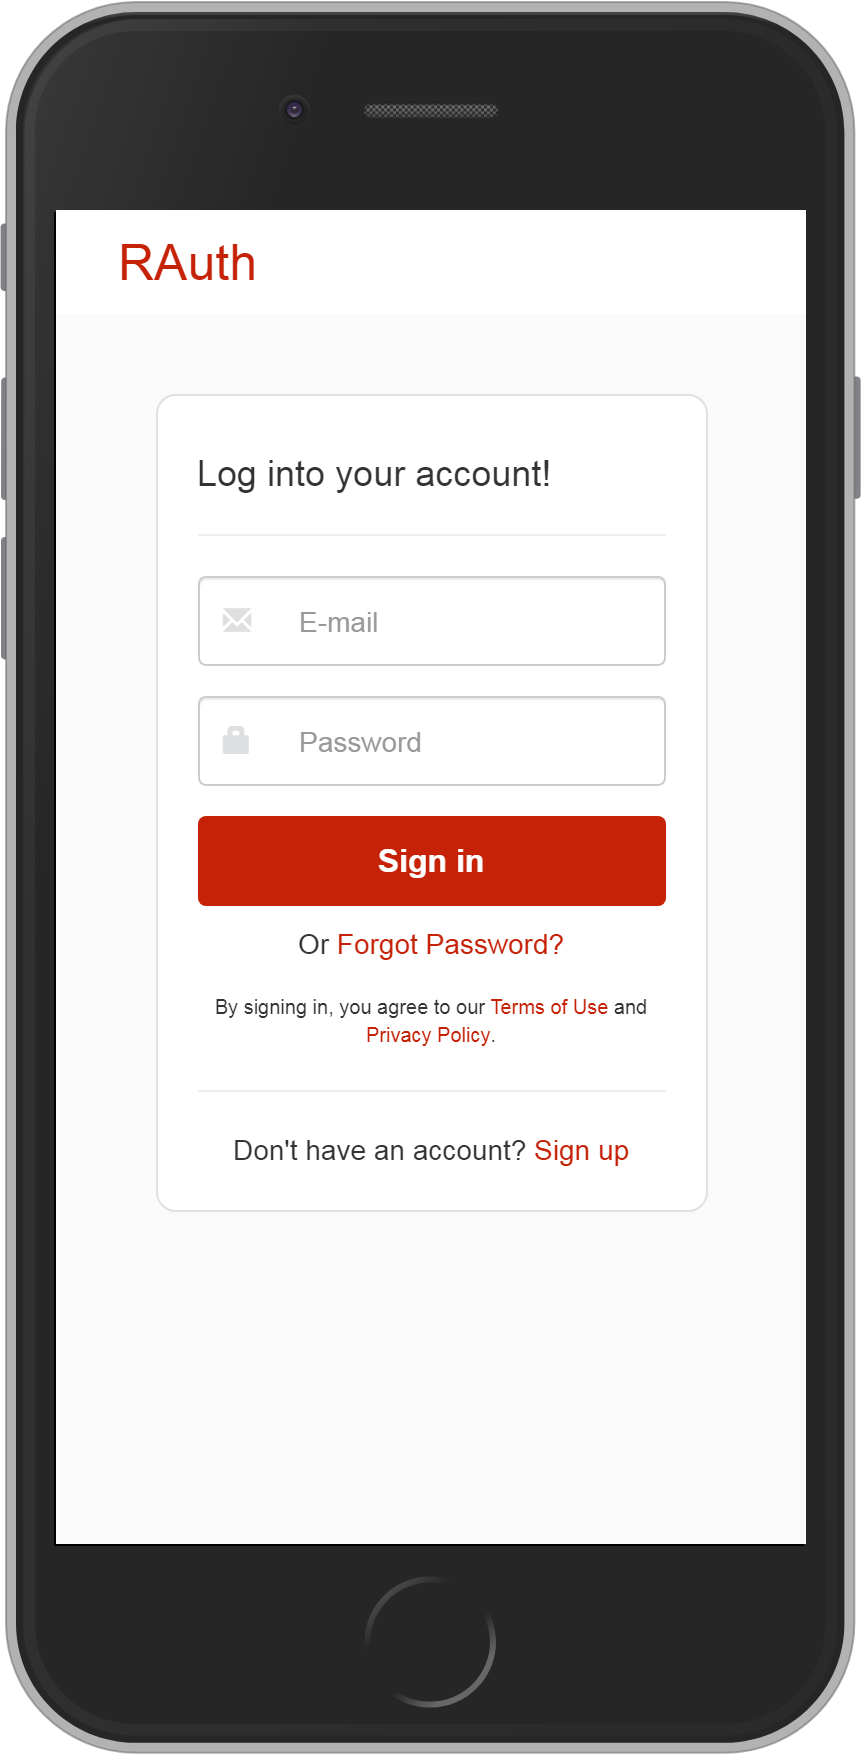 RAuth
Log into your account!
E-mail
Password
Sign in
Or Forgot Password?
By signing in, you agree to our Terms of Use and
Privacy Policy.
Don't have an account? Sign up